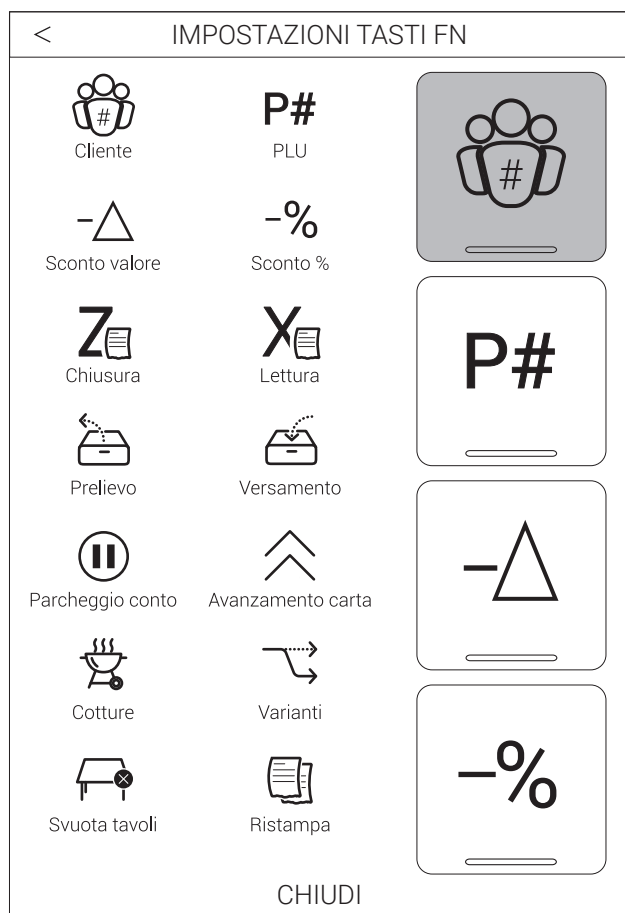 < IMPOSTAZIONI TASTI FN
#
Cliente
P#
PLU
#
-△
Sconto valore
-%
Sconto %
P#
Z
Chiusura
X
Lettura
Prelievo
Versamento
-△
Parcheggio conto
Avanzamento carta
Cotture
Varianti
-%
Svuota tavoli
Ristampa
CHIUDI